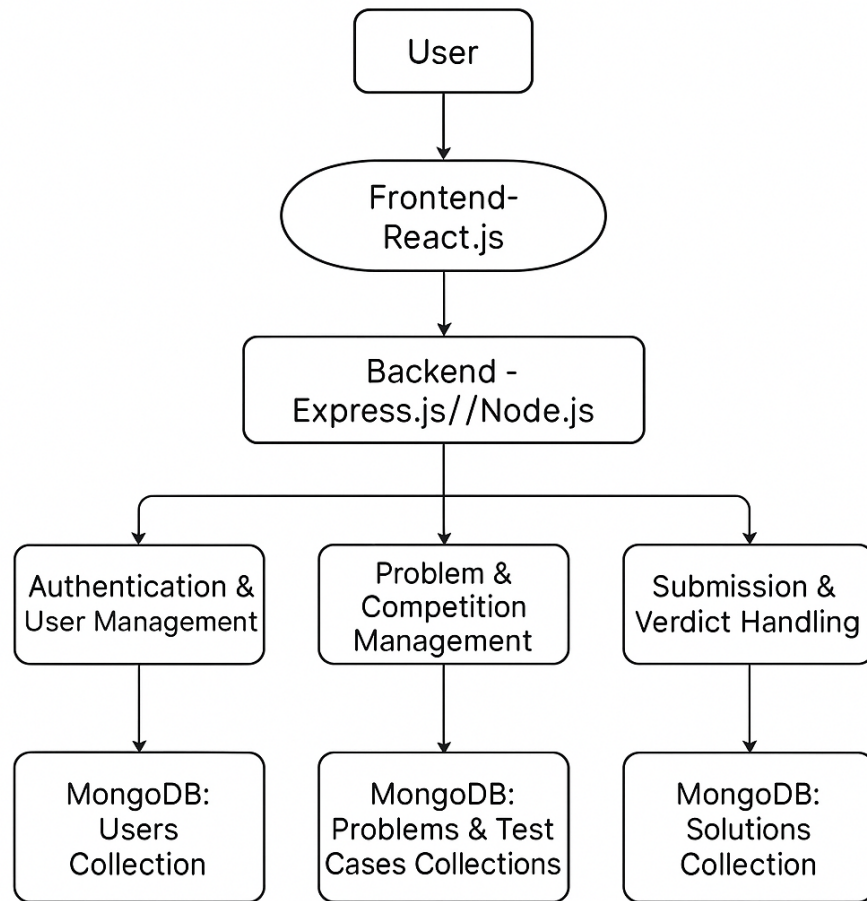 User
Frontend-
React.js
Backend -
Express.js//Node.js
Authentication &
User Management
Problem &
Competition
Management
Submission &
Verdict Handling
MongoDB:
Users
Collection
MongoDB:
Problems & Test
Cases Collections
MongoDB:
Solutions
Collection